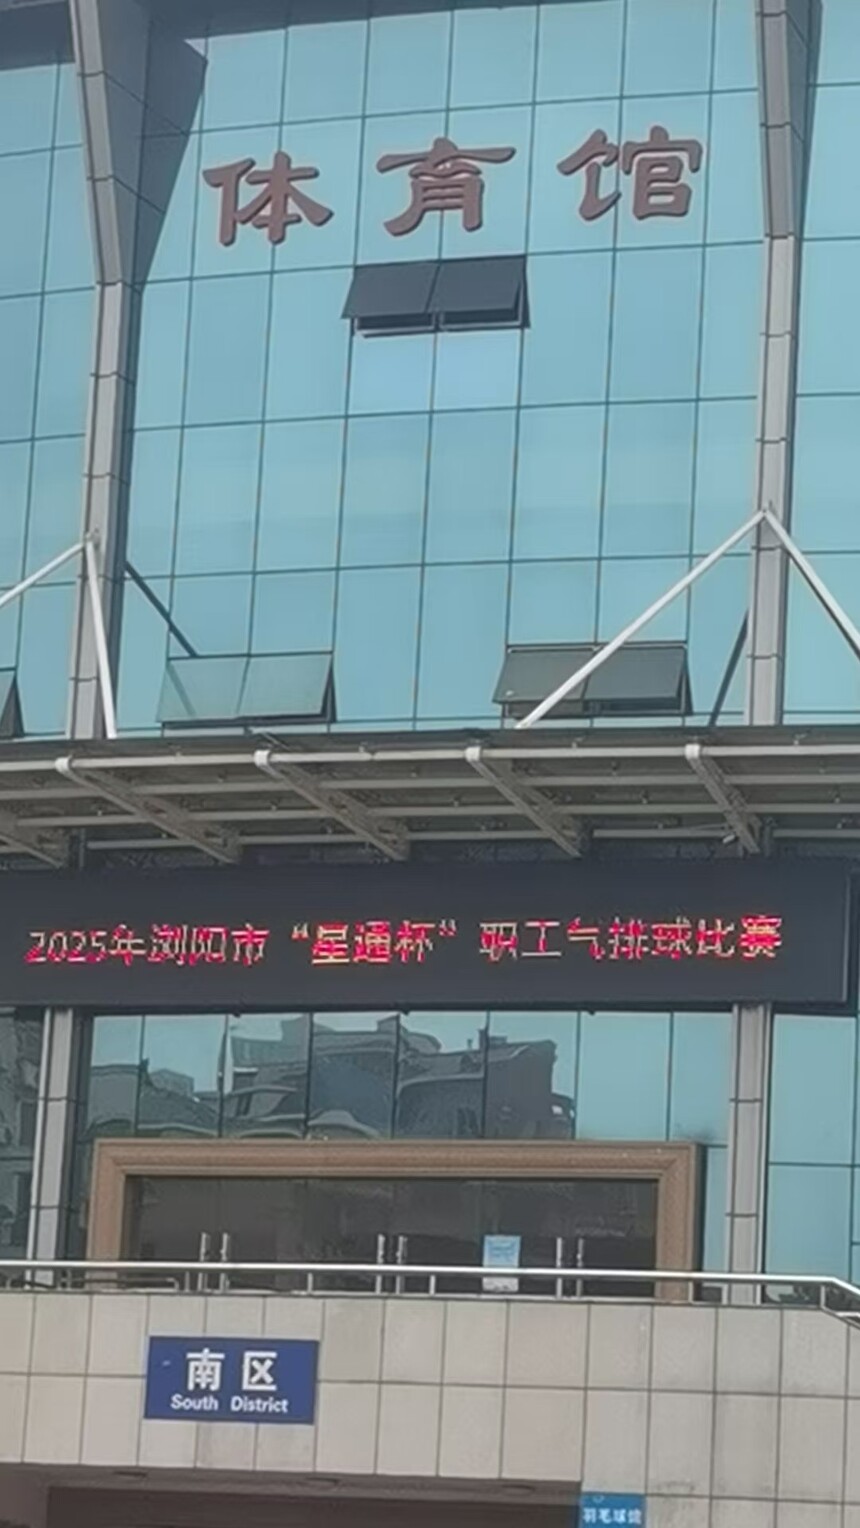 体育馆
2025年浏阳市“星通杯”职工气排球比赛
南区
South District
羽毛球馆